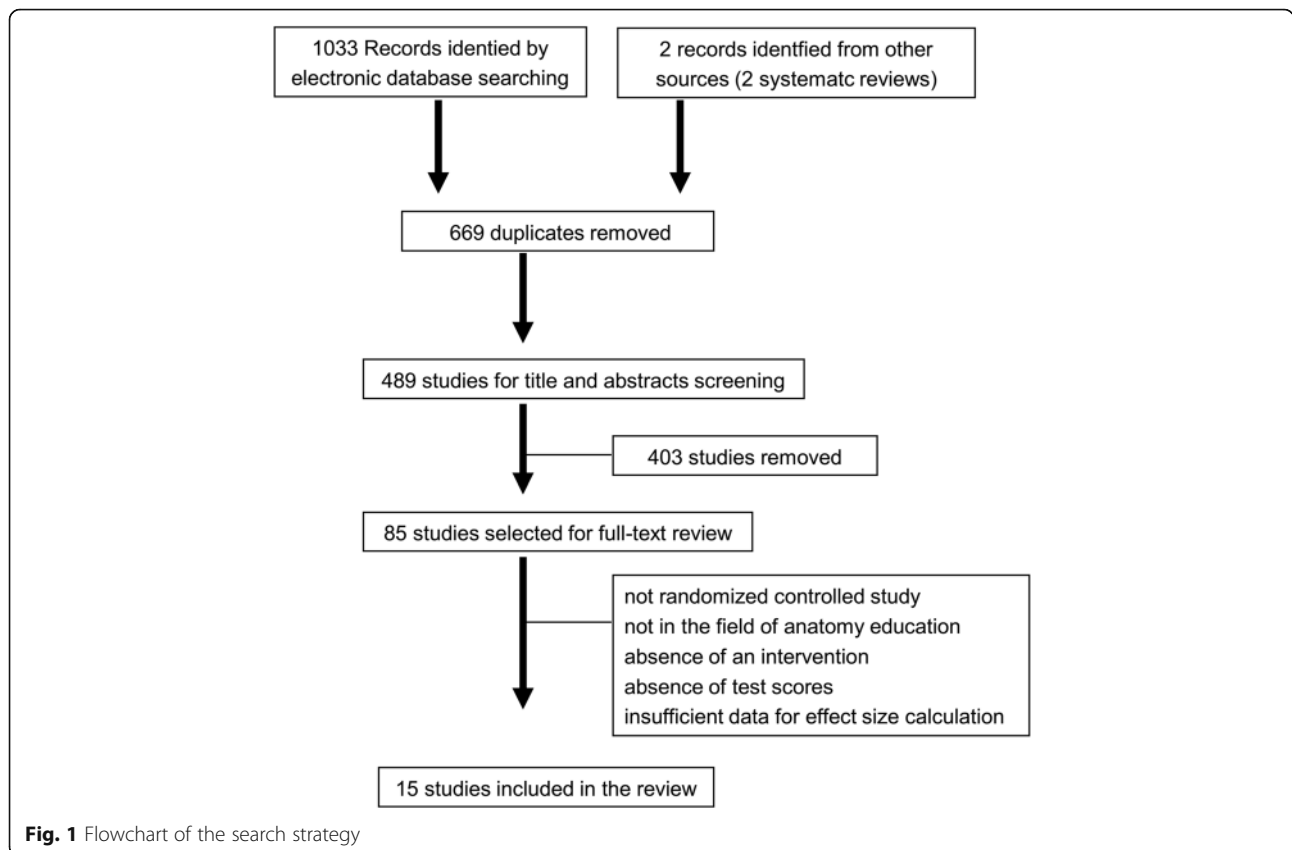 1033 Records identied by
electronic database searching
2 records identfied from other
sources (2 systematc reviews)
669 duplicates removed
489 studies for title and abstracts screening
403 studies removed
85 studies selected for full-text review
not randomized controlled study
not in the field of anatomy education
absence of an intervention
absence of test scores
insufficient data for effect size calculation
15 studies included in the review
Fig. 1 Flowchart of the search strategy